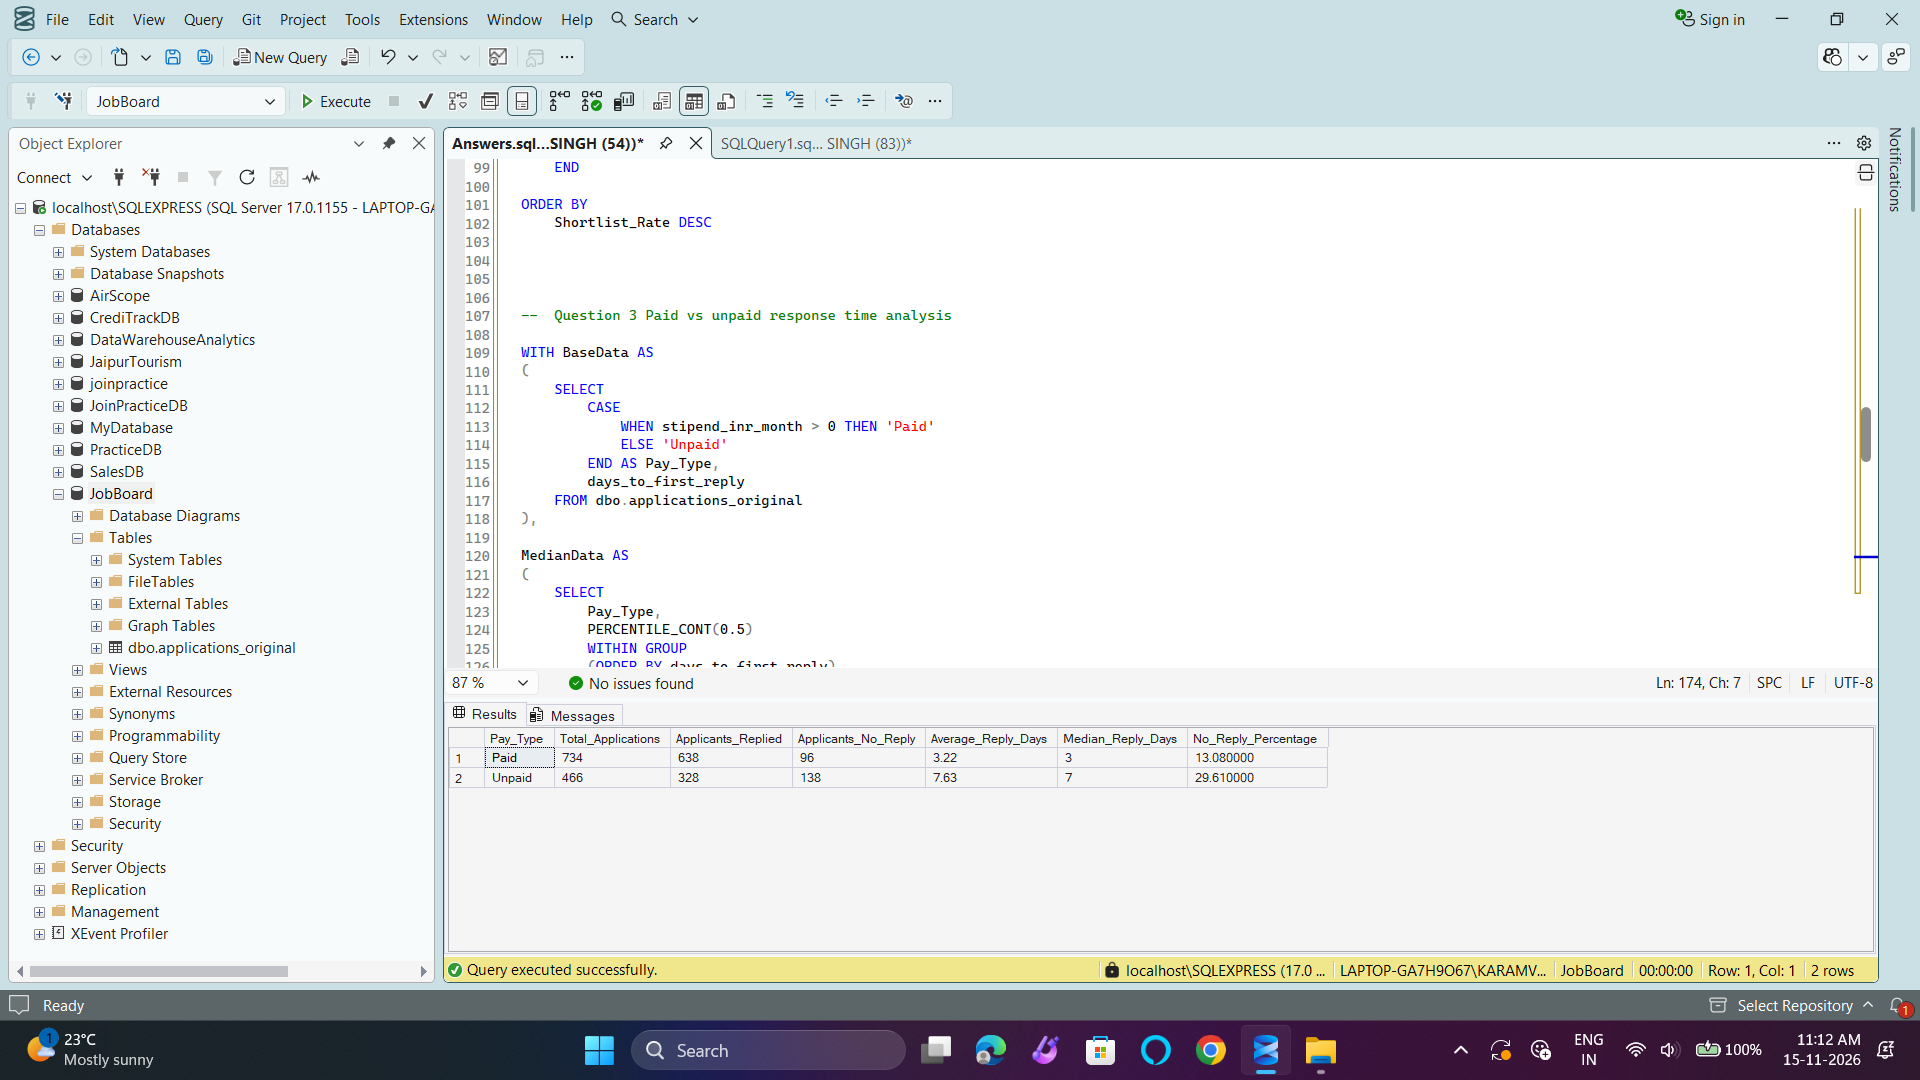 File Edit View Query Git Project Tools Extensions Window Help Search Sign in
New Query
JobBoard Execute
Object Explorer
Connect
localhost\SQLEXPRESS (SQL Server 17.0.1155 - LAPTOP-GA
Databases
System Databases
Database Snapshots
AirScope
CrediTrackDB
DataWarehouseAnalytics
JaipurTourism
joinpractice
JoinPracticeDB
MyDatabase
PracticeDB
SalesDB
JobBoard
Database Diagrams
Tables
System Tables
FileTables
External Tables
Graph Tables
dbo.applications_original
Views
External Resources
Synonyms
Programmability
Query Store
Service Broker
Storage
Security
Security
Server Objects
Replication
Management
XEvent Profiler
Answers.sql...SINGH (54))* SQLQuery1.sq... SINGH (83))*
Notifications
99 END
100
101 ORDER BY
102 Shortlist_Rate DESC
103
104
105
106
107 -- Question 3 Paid vs unpaid response time analysis
108
109 WITH BaseData AS
110 (
111 SELECT
112 CASE
113 WHEN stipend_inr_month > 0 THEN 'Paid'
114 ELSE 'Unpaid'
115 END AS Pay_Type,
116 days_to_first_reply
117 FROM dbo.applications_original
118 ),
119
120 MedianData AS
121 (
122 SELECT
123 Pay_Type,
124 PERCENTILE_CONT(0.5)
125 WITHIN GROUP
126 (ORDER BY days_to_first_reply)
87 % No issues found Ln: 174, Ch: 7 SPC LF UTF-8
Results Messages
Pay_Type Total_Applications Applicants_Replied Applicants_No_Reply Average_Reply_Days Median_Reply_Days No_Reply_Percentage
1 Paid 734 638 96 3.22 3 13.080000
2 Unpaid 466 328 138 7.63 7 29.610000
Query executed successfully. localhost\SQLEXPRESS (17.0 ... LAPTOP-GA7H9O67\KARAMV... JobBoard 00:00:00 Row: 1, Col: 1 2 rows
Ready Select Repository 1
1 23°C
Mostly sunny
Search
ENG
IN
100%
11:12 AM
15-11-2026